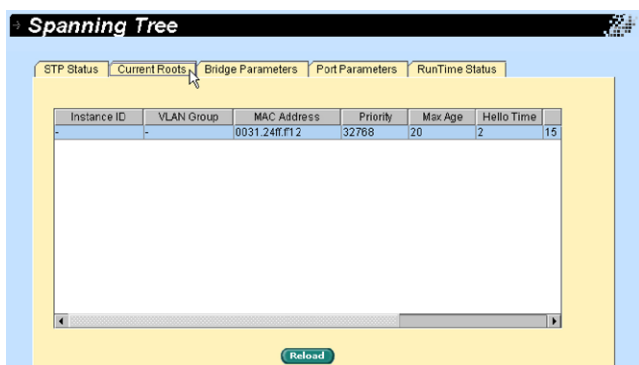 Spanning Tree
STP Status Current Roots Bridge Parameters Port Parameters RunTime Status
Instance ID VLAN Group MAC Address Priority Max Age Hello Time
- - 0031.24ff.f12 32768 20 2 15
Reload